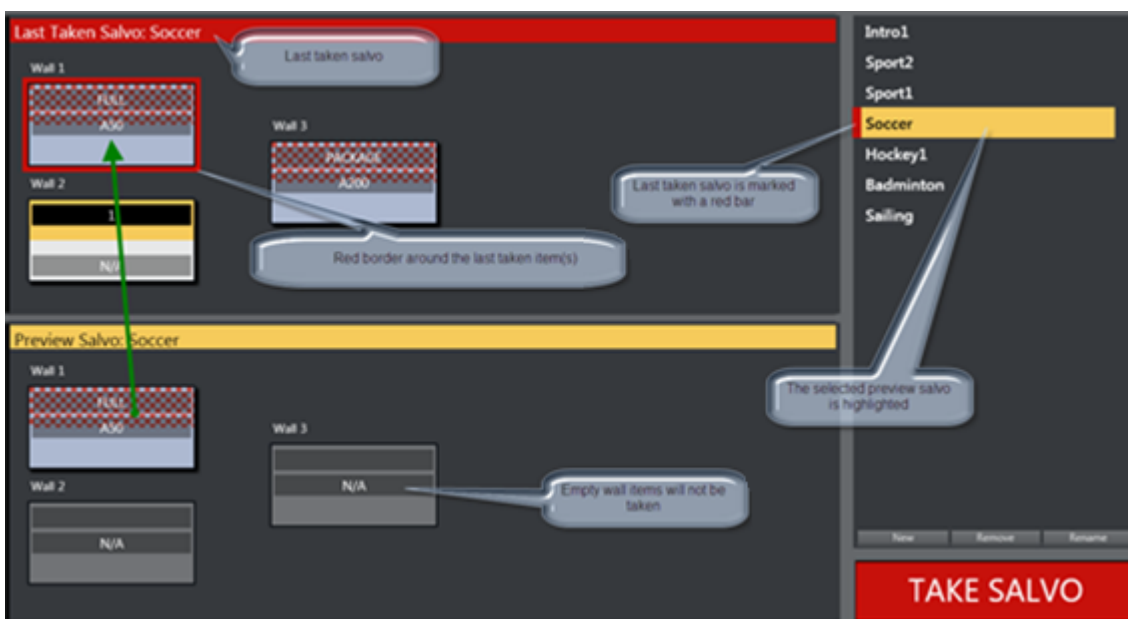 Last Taken Salvo: Soccer
Last taken salvo
Wall 1
FULL
A50
Wall 3
PACKAGE
A200
Wall 2
1
N/A
Red border around the last taken item(s)
Preview Salvo: Soccer
Wall 1
FULL
A50
Wall 3
N/A
Wall 2
N/A
Empty wall items will not be
taken
Intro1
Sport2
Sport1
Soccer
Hockey1
Badminton
Sailing
Last taken salvo is marked
with a red bar
The selected preview salvo
is highlighted
New
Remove
Rename
TAKE SALVO